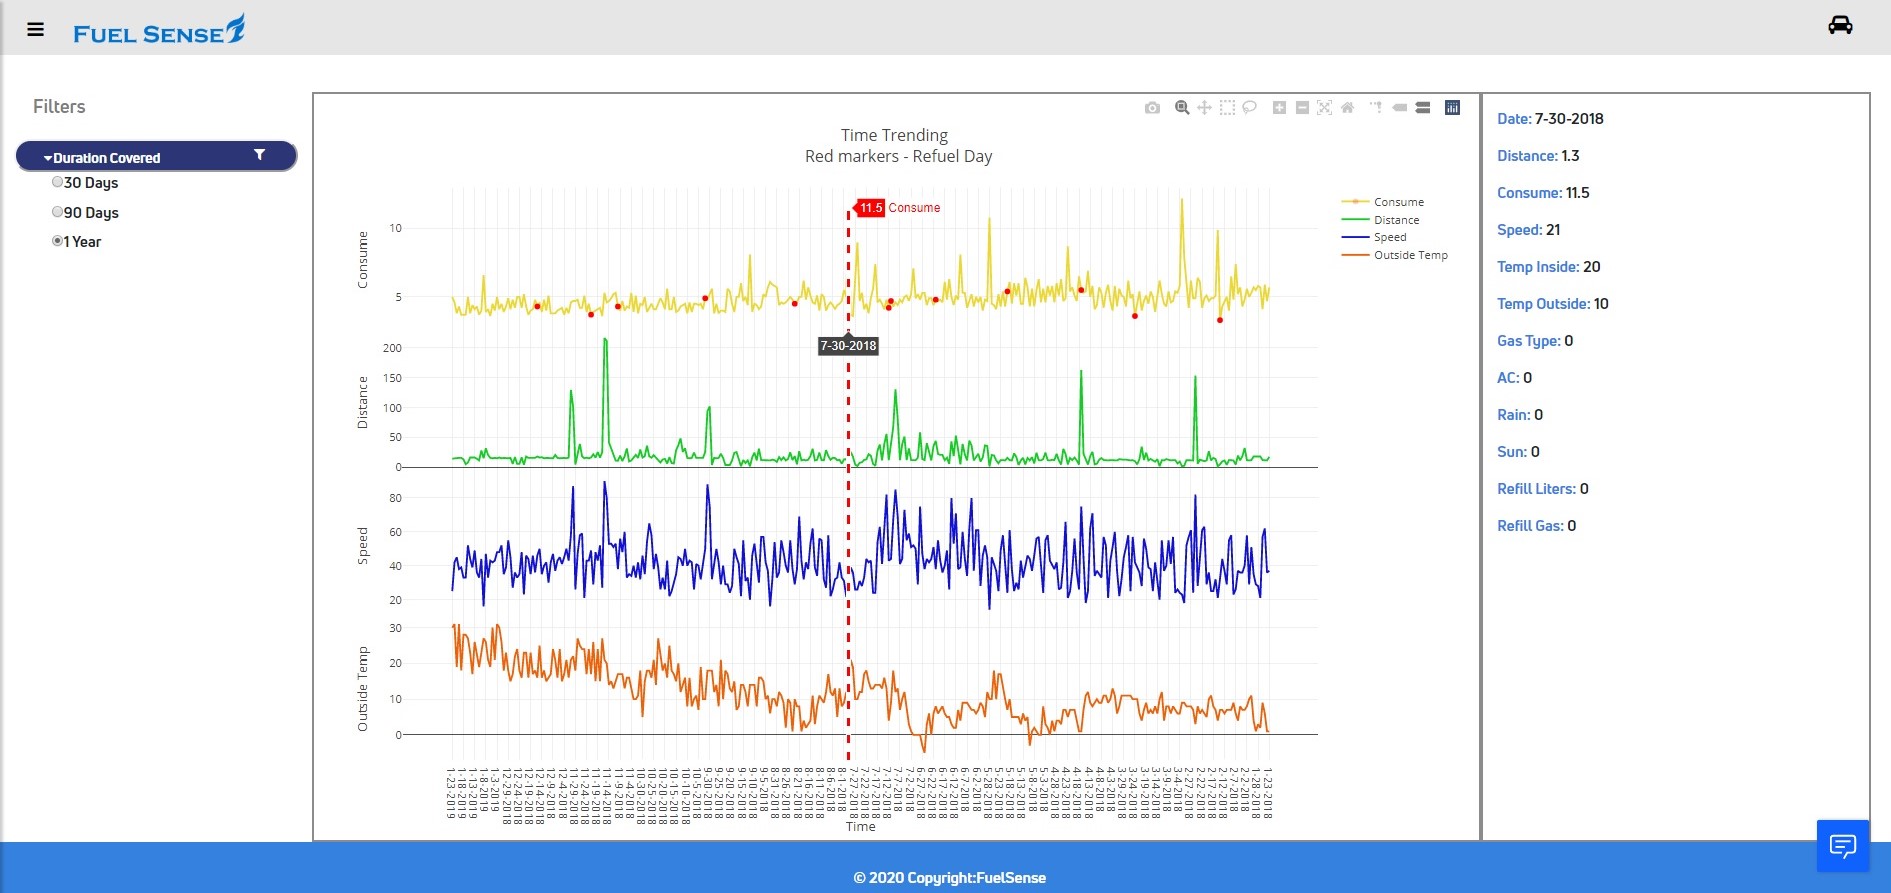 FUEL SENSE
Filters
Duration Covered
30 Days
90 Days
1 Year
Time Trending
Red markers - Refuel Day
Consume
10
5
11.5 Consume
7-30-2018
Distance
200
150
100
50
0
Speed
80
60
40
20
Outside Temp
30
20
10
0
Consume
Distance
Speed
Outside Temp
1-23-2019
1-18-2019
1-13-2019
1-8-2019
1-3-2019
12-29-2018
12-24-2018
12-19-2018
12-14-2018
12-9-2018
12-4-2018
11-29-2018
11-24-2018
11-19-2018
11-14-2018
11-9-2018
11-4-2018
10-30-2018
10-25-2018
10-20-2018
10-15-2018
10-10-2018
10-5-2018
9-30-2018
9-25-2018
9-20-2018
9-15-2018
9-10-2018
9-5-2018
8-31-2018
8-26-2018
8-21-2018
8-16-2018
8-11-2018
8-6-2018
8-1-2018
7-27-2018
7-22-2018
7-17-2018
7-12-2018
7-7-2018
7-2-2018
6-27-2018
6-22-2018
6-17-2018
6-12-2018
6-7-2018
6-2-2018
5-28-2018
5-23-2018
5-18-2018
5-13-2018
5-8-2018
5-3-2018
4-28-2018
4-23-2018
4-18-2018
4-13-2018
4-8-2018
4-3-2018
3-29-2018
3-24-2018
3-19-2018
3-14-2018
3-9-2018
3-4-2018
2-27-2018
2-22-2018
2-17-2018
2-12-2018
2-7-2018
2-2-2018
1-28-2018
1-23-2018
Time
Date: 7-30-2018
Distance: 1.3
Consume: 11.5
Speed: 21
Temp Inside: 20
Temp Outside: 10
Gas Type: 0
AC: 0
Rain: 0
Sun: 0
Refill Liters: 0
Refill Gas: 0
© 2020 Copyright:FuelSense